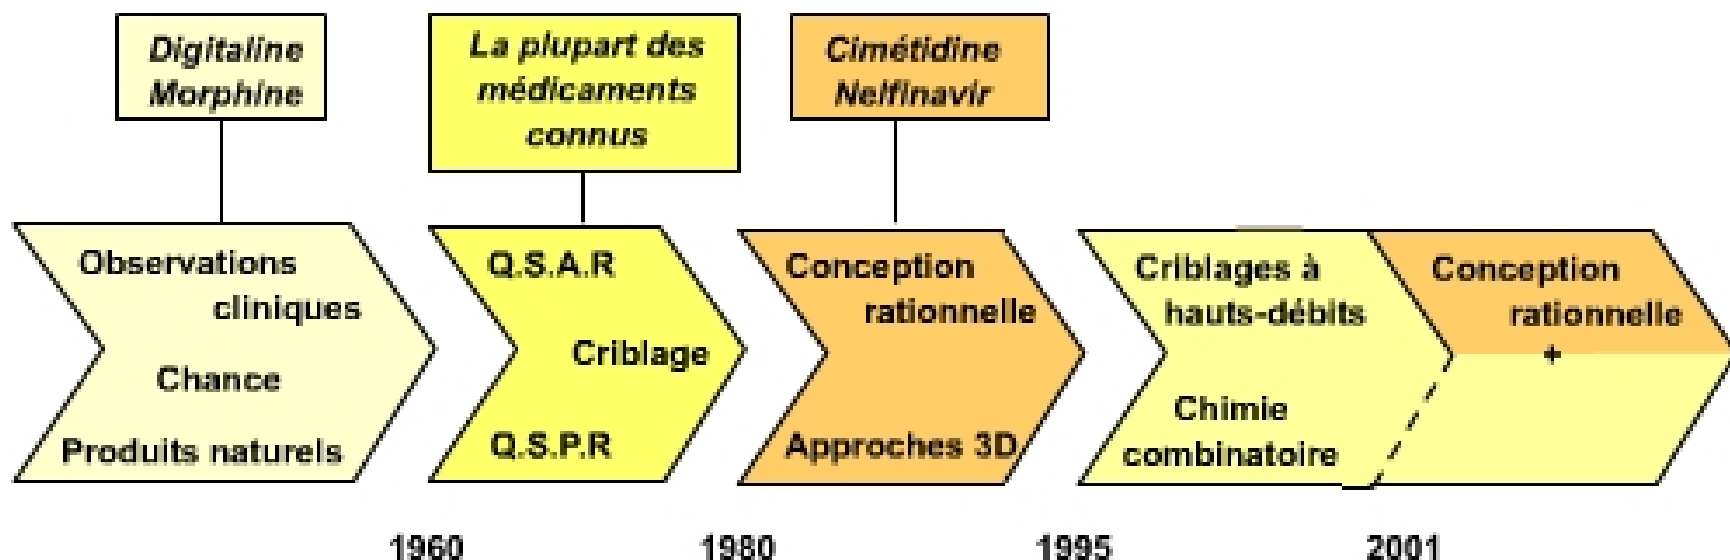 Digitaline
Morphine
La plupart des
médicaments
connus
Cimétidine
Nelfinavir
Observations
cliniques
Chance
Produits naturels
Q.S.A.R
Criblage
Q.S.P.R
Conception
rationnelle
Approches 3D
Criblages à
hauts-débits
Chimie
combinatoire
Conception
rationnelle
+
1960
1980
1995
2001